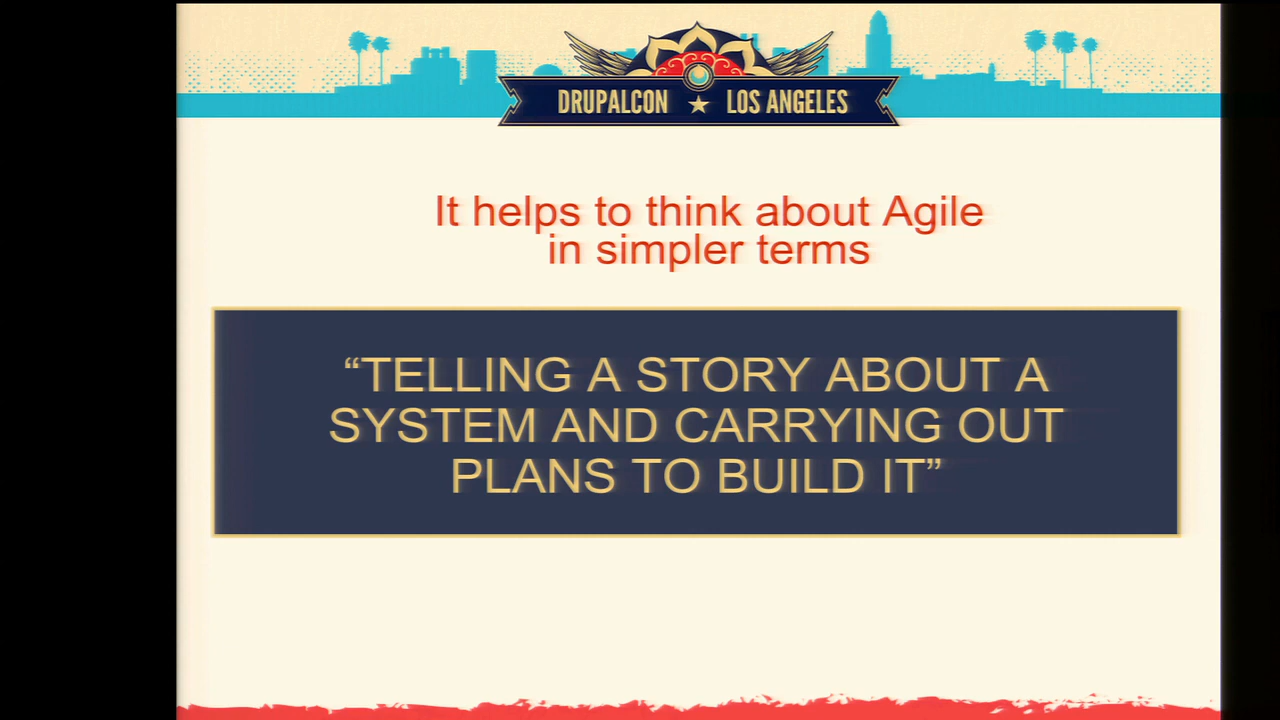 DRUPALCON ★ LOS ANGELES
It helps to think about Agile
in simpler terms
“TELLING A STORY ABOUT A
SYSTEM AND CARRYING OUT
PLANS TO BUILD IT”